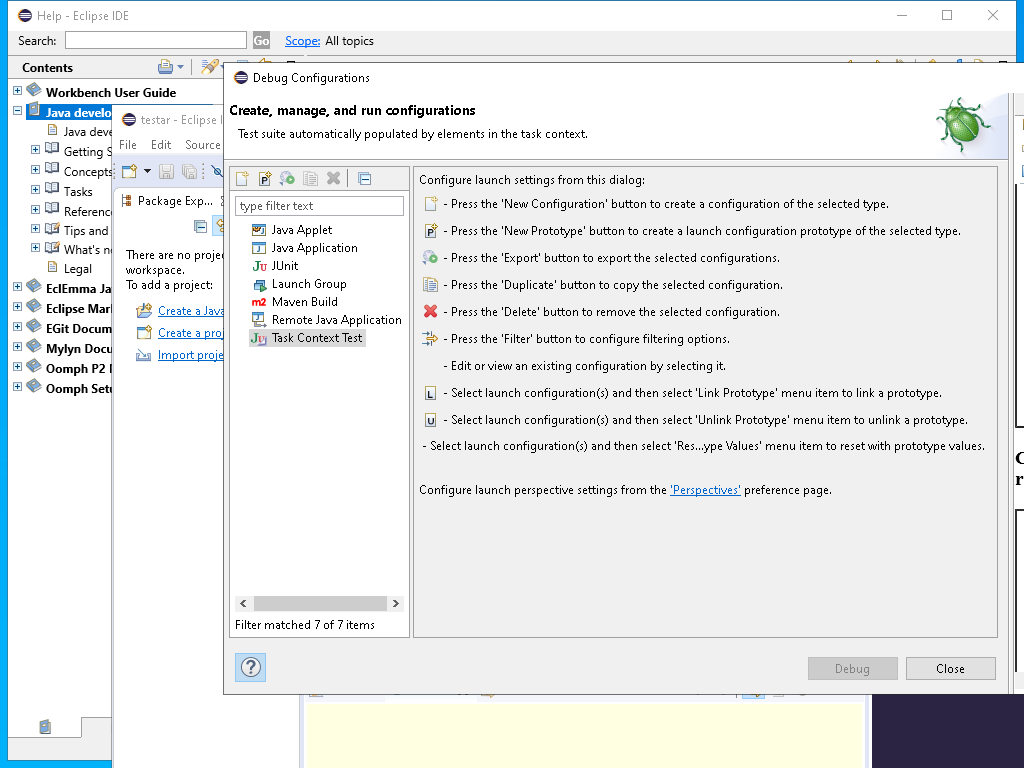 Help - Eclipse IDE
Search:
Go
Scope: All topics
Contents
Workbench User Guide
Java develo
Java deve
Getting S
Concepts
Tasks
Referenc
Tips and
What's n
Legal
EclEmma Ja
Eclipse Mar
EGit Docum
Mylyn Docu
Oomph P2
Oomph Setu
testar - Eclipse I
File Edit Source
Package Exp...
There are no proje
workspace.
To add a project:
Create a Java
Create a proj
Import proje
Debug Configurations
Create, manage, and run configurations
Test suite automatically populated by elements in the task context.
type filter text
Java Applet
Java Application
JUnit
Launch Group
Maven Build
Remote Java Application
Task Context Test
Filter matched 7 of 7 items
Configure launch settings from this dialog:
- Press the 'New Configuration' button to create a configuration of the selected type.
- Press the 'New Prototype' button to create a launch configuration prototype of the selected type.
- Press the 'Export' button to export the selected configurations.
- Press the 'Duplicate' button to copy the selected configuration.
- Press the 'Delete' button to remove the selected configuration.
- Press the 'Filter' button to configure filtering options.
- Edit or view an existing configuration by selecting it.
- Select launch configuration(s) and then select 'Link Prototype' menu item to link a prototype.
- Select launch configuration(s) and then select 'Unlink Prototype' menu item to unlink a prototype.
- Select launch configuration(s) and then select 'Res...ype Values' menu item to reset with prototype values.
Configure launch perspective settings from the 'Perspectives' preference page.
Debug
Close